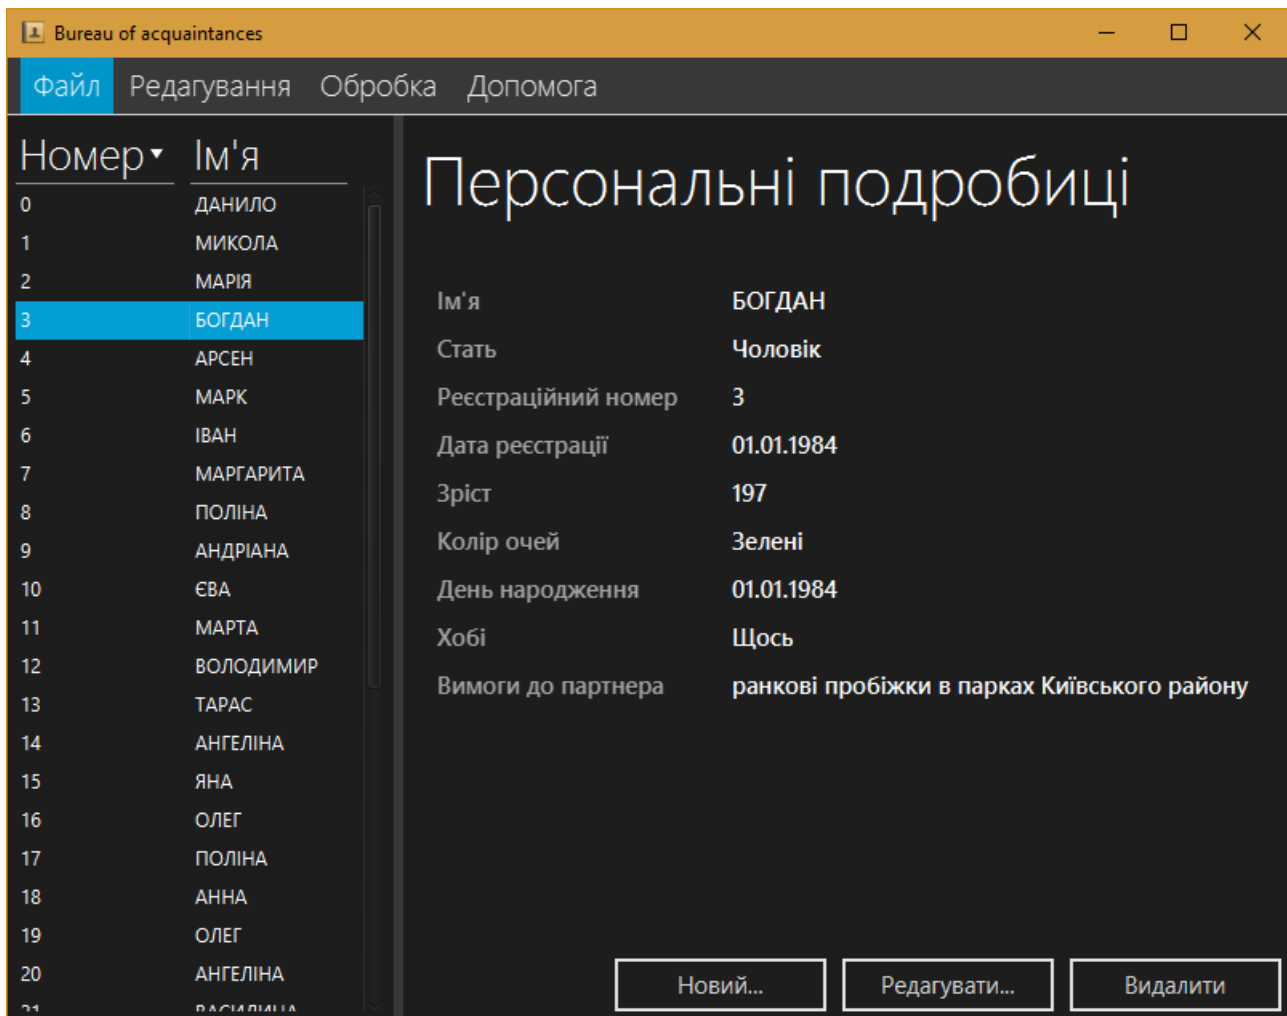 Bureau of acquaintances
Файл Редагування Обробка Допомога
Номер Ім'я
0 ДАНИЛО
1 МИКОЛА
2 МАРІЯ
3 БОГДАН
4 АРСЕН
5 МАРК
6 ІВАН
7 МАРГАРИТА
8 ПОЛІНА
9 АНДРІАНА
10 ЄВА
11 МАРТА
12 ВОЛОДИМИР
13 ТАРАС
14 АНГЕЛІНА
15 ЯНА
16 ОЛЕГ
17 ПОЛІНА
18 АННА
19 ОЛЕГ
20 АНГЕЛІНА
21
Персональні подробиці
Ім'я БОГДАН
Стать Чоловік
Реєстраційний номер 3
Дата реєстрації 01.01.1984
Зріст 197
Колір очей Зелені
День народження 01.01.1984
Хобі Щось
Вимоги до партнера ранкові пробіжки в парках Київського району
Новий... Редагувати... Видалити